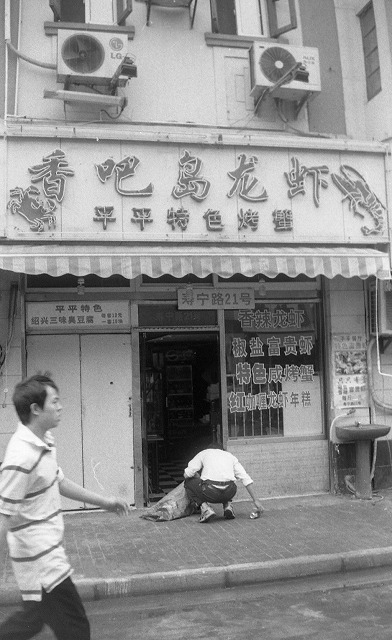 LG
香吧岛龙虾
平平特色烤蟹
寿宁路21号
平平特色
绍兴三味臭豆腐
香辣龙虾
椒盐富贵虾
特色咸烤蟹
红咖喱龙虾年糕